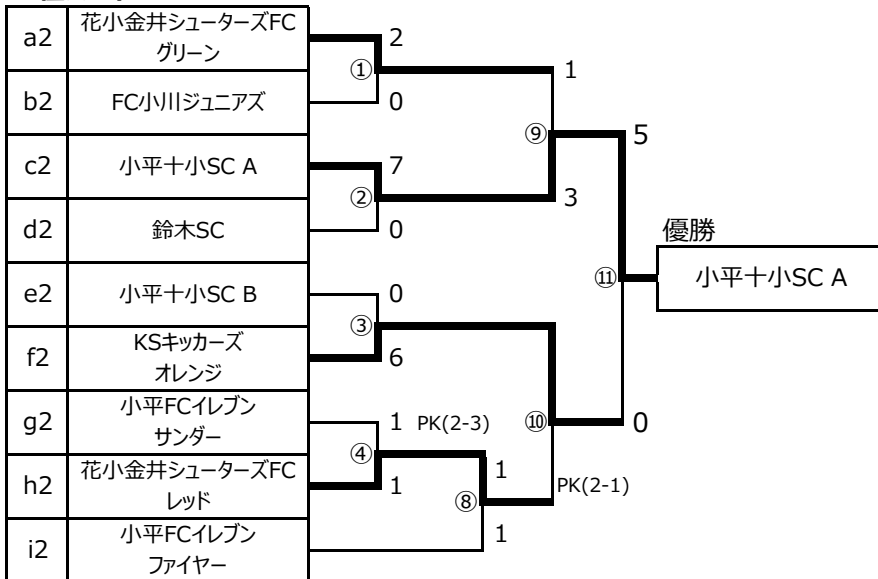 a2 花小金井シューターズFC
グリーン
2
①
1
b2 FC小川ジュニアズ 0
⑨ 5
c2 小平十小SC A 7
②
3
d2 鈴木SC 0
優勝
⑪ 小平十小SC A
e2 小平十小SC B 0
③
f2 KSキッカーズ
オレンジ
6
g2 小平FCイレブン
サンダー
1 PK(2-3) ⑩ 0
④
h2 花小金井シューターズFC
レッド
1 1 PK(2-1)
⑧
i2 小平FCイレブン
ファイヤー
1